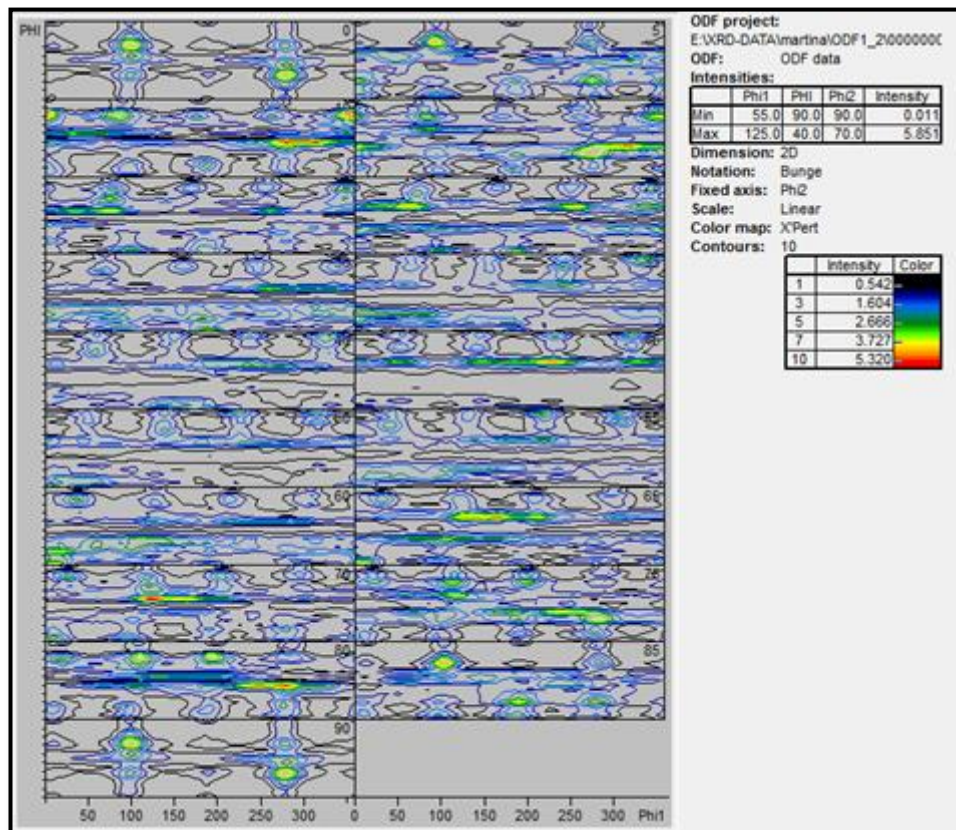 PHI
0
5
60
65
70
75
80
85
90
50 100 150 200 250 300 0 50 100 150 200 250 300 Phi1
ODF project:
E:\XRD-DATA\martina\ODF1_2\0000000
ODF: ODF data
Intensities:
Phi1 PHI Phi2 Intensity
Min 55.0 90.0 90.0 0.011
Max 125.0 40.0 70.0 5.851
Dimension: 2D
Notation: Bunge
Fixed axis: Phi2
Scale: Linear
Color map: X'Pert
Contours: 10
Intensity Color
1 0.542
3 1.604
5 2.666
7 3.727
10 5.320